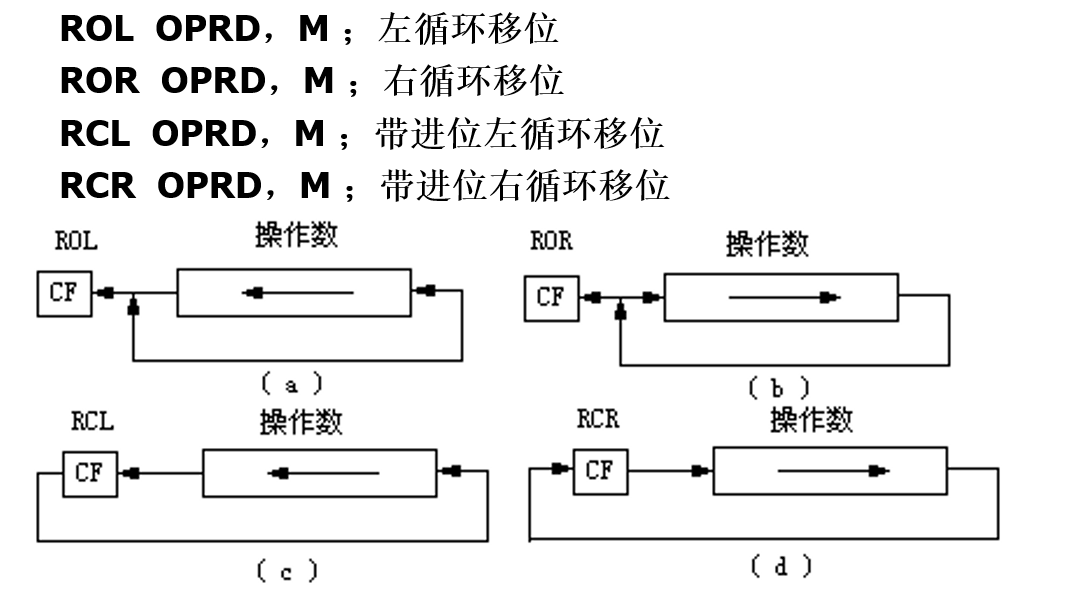 ROL OPRD，M ；左循环移位
ROR OPRD，M ；右循环移位
RCL OPRD，M ；带进位左循环移位
RCR OPRD，M ；带进位右循环移位
ROL 操作数
CF
(a)
ROR 操作数
CF
(b)
RCL 操作数
CF
(c)
RCR 操作数
CF
(d)